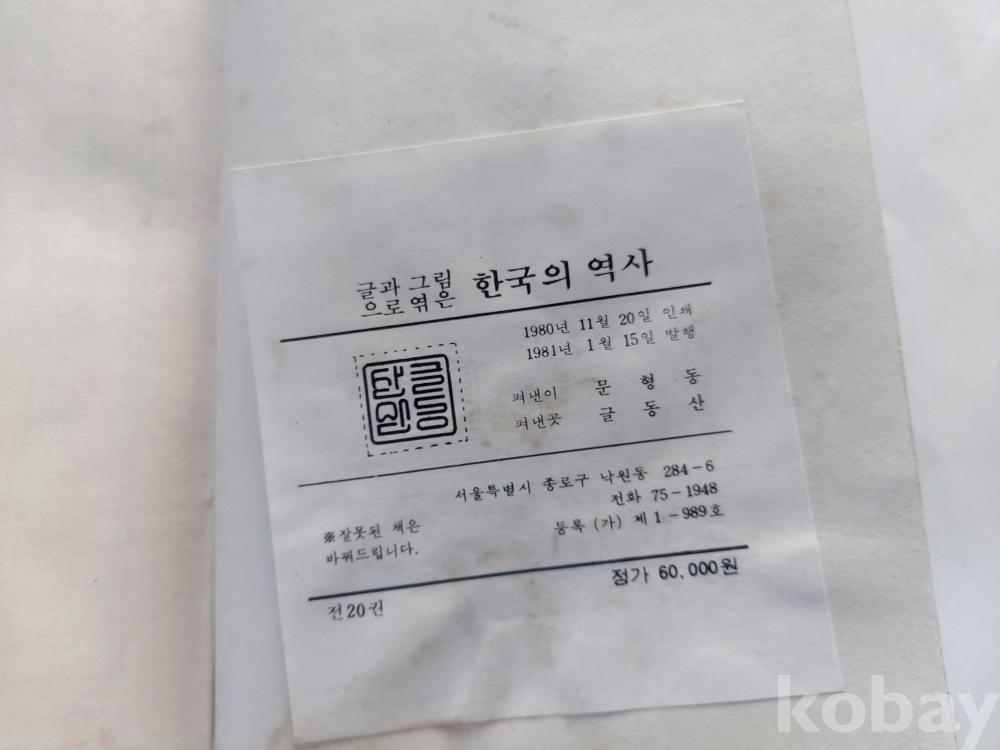 글과 그림
으로 엮은 한국의 역사
1980년 11월 20일 인쇄
1981년 1월 15일 발행
펴낸이 문형동
펴낸곳 글동산
서울특별시 종로구 낙원동 284-6
전화 75-1948
등록 (가) 제1-989호
※잘못된 책은
바꿔드립니다.
정가 60,000원
전20권
kobay